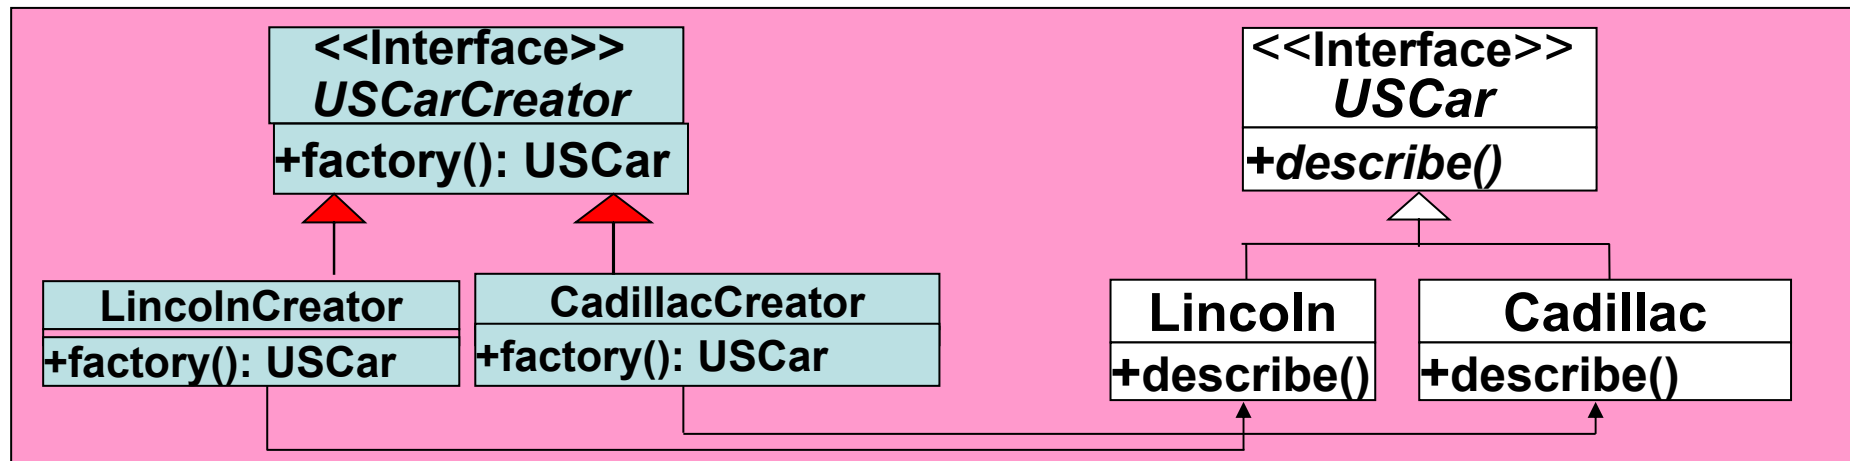 <<Interface>>
USCarCreator
+factory(): USCar
LincolnCreator
+factory(): USCar
CadillacCreator
+factory(): USCar
<<Interface>>
USCar
+describe()
Lincoln
+describe()
Cadillac
+describe()